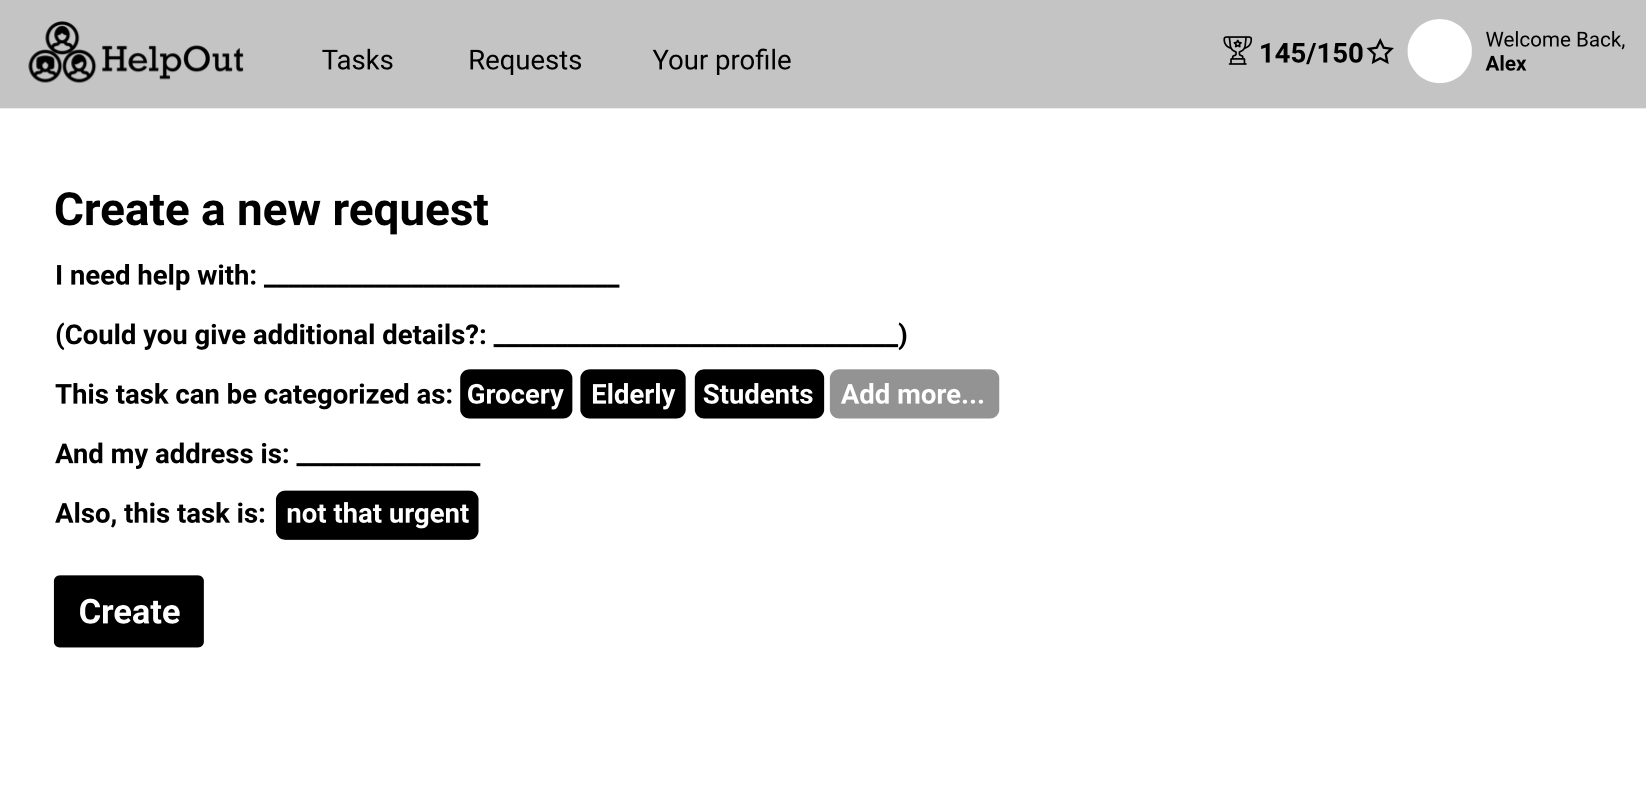 HelpOut Tasks Requests Your profile 145/150 Welcome Back,
Alex
Create a new request
I need help with: _______________________
(Could you give additional details?: __________________________)
This task can be categorized as: Grocery Elderly Students Add more...
And my address is: ____________
Also, this task is: not that urgent
Create